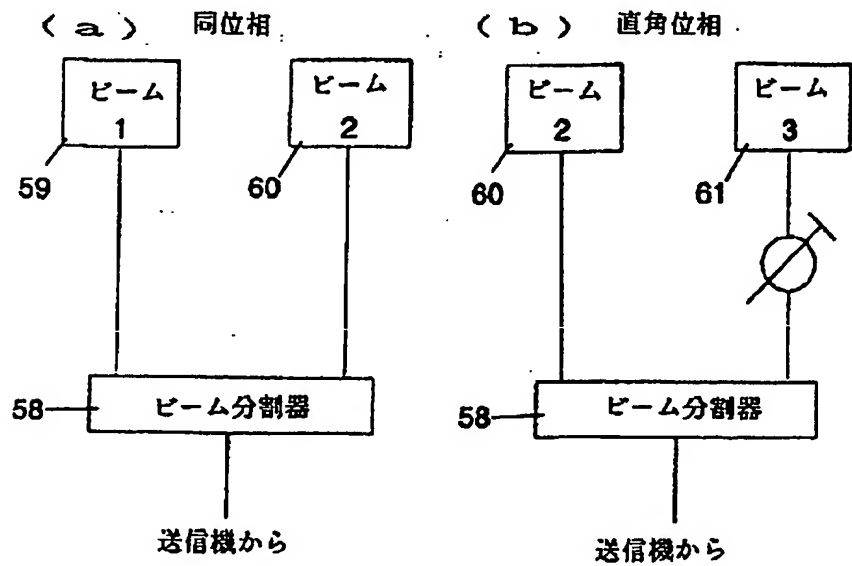 (a) 同位相
ビーム
1
59
ビーム
2
60
58
ビーム分割器
送信機から
(b) 直角位相
ビーム
2
60
ビーム
3
61
58
ビーム分割器
送信機から